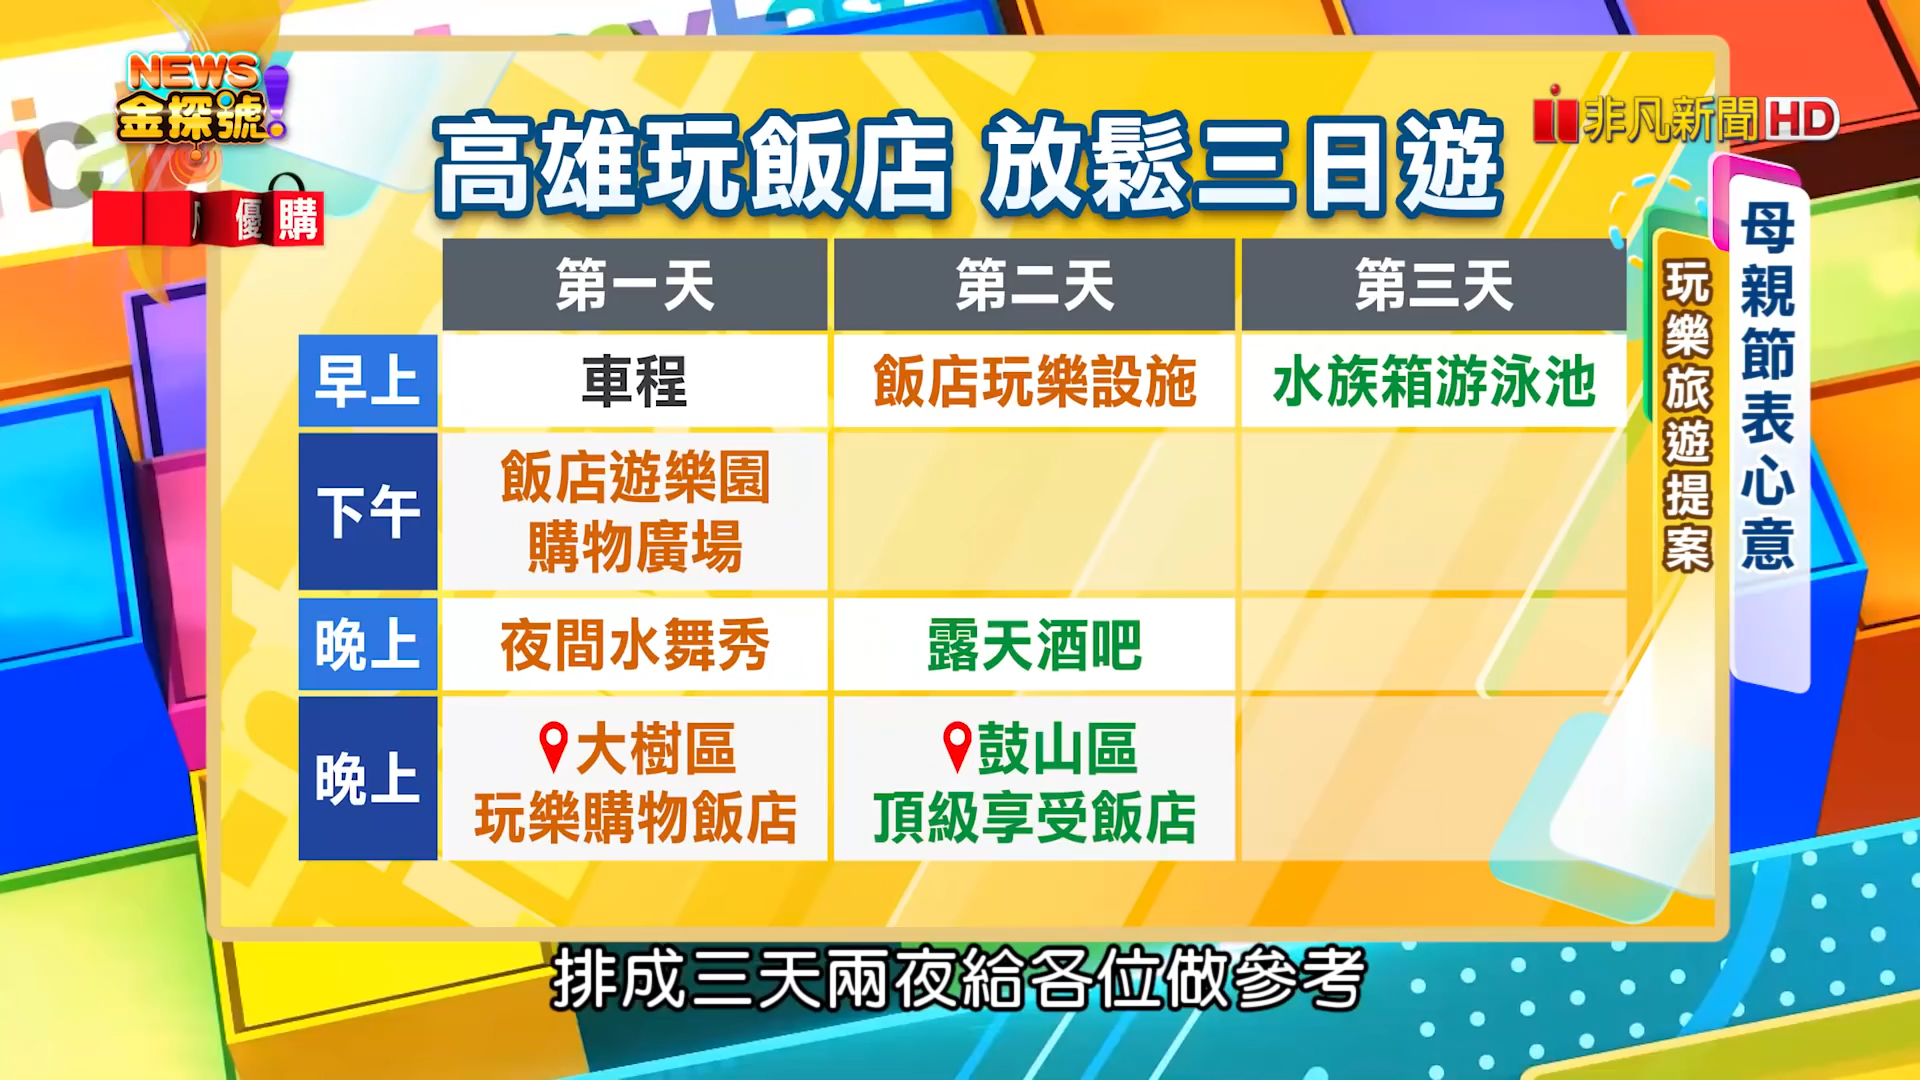 NEWS
金探號!
優購
非凡新聞HD
高雄玩飯店 放鬆三日遊
母親節表心意
玩樂旅遊提案
第一天 第二天 第三天
早上 車程 飯店玩樂設施 水族箱游泳池
下午 飯店遊樂園
購物廣場
晚上 夜間水舞秀 露天酒吧
晚上 大樹區 鼓山區
玩樂購物飯店 頂級享受飯店
排成三天兩夜給各位做參考